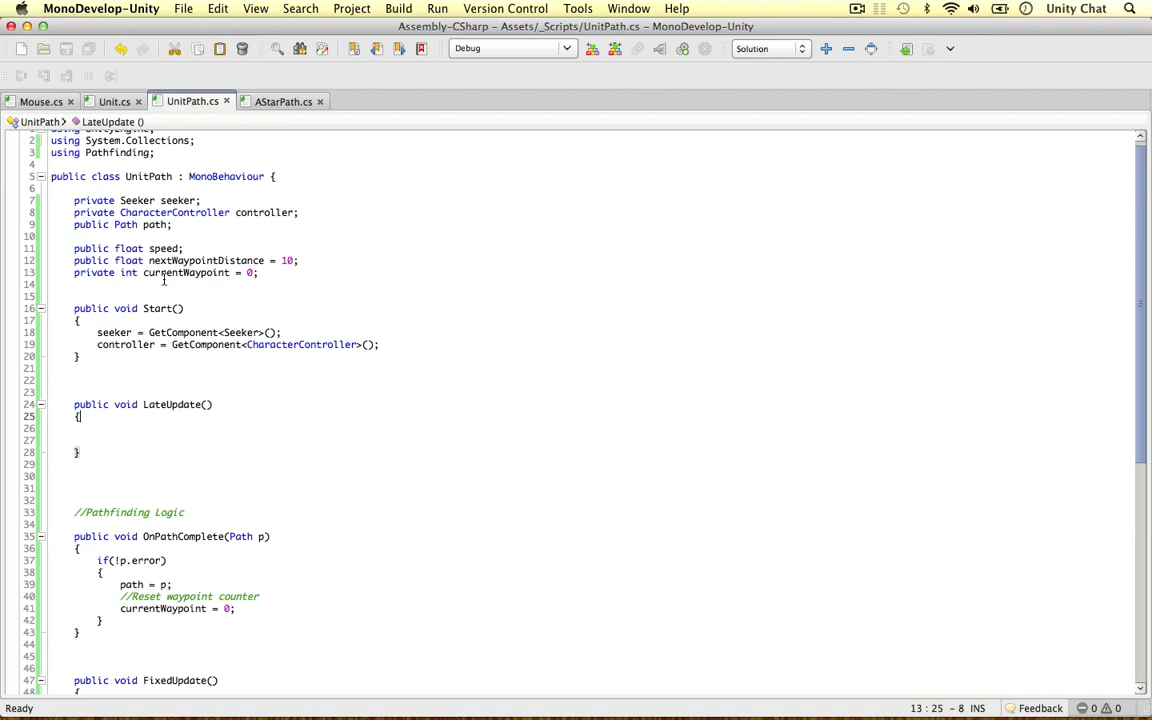 MonoDevelop-Unity File Edit View Search Project Build Run Version Control Tools Window Help Unity Chat
Assembly-CSharp - Assets/_Scripts/UnitPath.cs - MonoDevelop-Unity
Debug Solution
Mouse.cs × Unit.cs × UnitPath.cs × AStarPath.cs ×
UnitPath LateUpdate ()
1 using UnityEngine;
2 using System.Collections;
3 using Pathfinding;
4
5 public class UnitPath : MonoBehaviour {
6
7 private Seeker seeker;
8 private CharacterController controller;
9 public Path path;
10
11 public float speed;
12 public float nextWaypointDistance = 10;
13 private int currentWaypoint = 0;
14
15
16 public void Start()
17 {
18 seeker = GetComponent<Seeker>();
19 controller = GetComponent<CharacterController>();
20 }
21
22
23
24 public void LateUpdate()
25 {
26
27
28 }
29
30
31
32
33 //Pathfinding Logic
34
35 public void OnPathComplete(Path p)
36 {
37 if(!p.error)
38 {
39 path = p;
40 //Reset waypoint counter
41 currentWaypoint = 0;
42 }
43 }
44
45
46
47 public void FixedUpdate()
48 {
Ready 13 : 25 - 8 INS Feedback 0 0